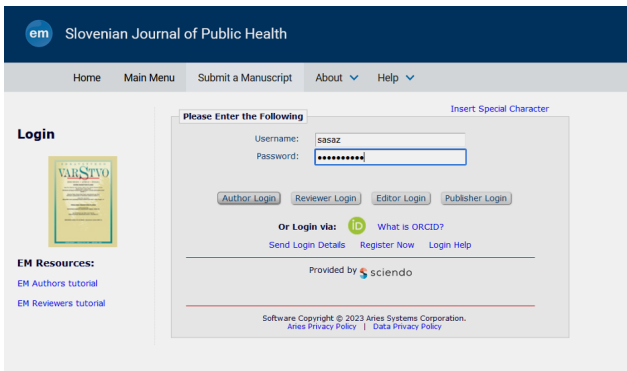 em Slovenian Journal of Public Health
Home Main Menu Submit a Manuscript About Help
Insert Special Character
Login
Please Enter the Following
Username: sasaz
Password: ••••••••••
VARSTVO
Author Login Reviewer Login Editor Login Publisher Login
Or Login via: iD What is ORCID?
Send Login Details Register Now Login Help
EM Resources:
EM Authors tutorial
EM Reviewers tutorial
Provided by sciendo
Software Copyright © 2023 Aries Systems Corporation.
Aries Privacy Policy | Data Privacy Policy